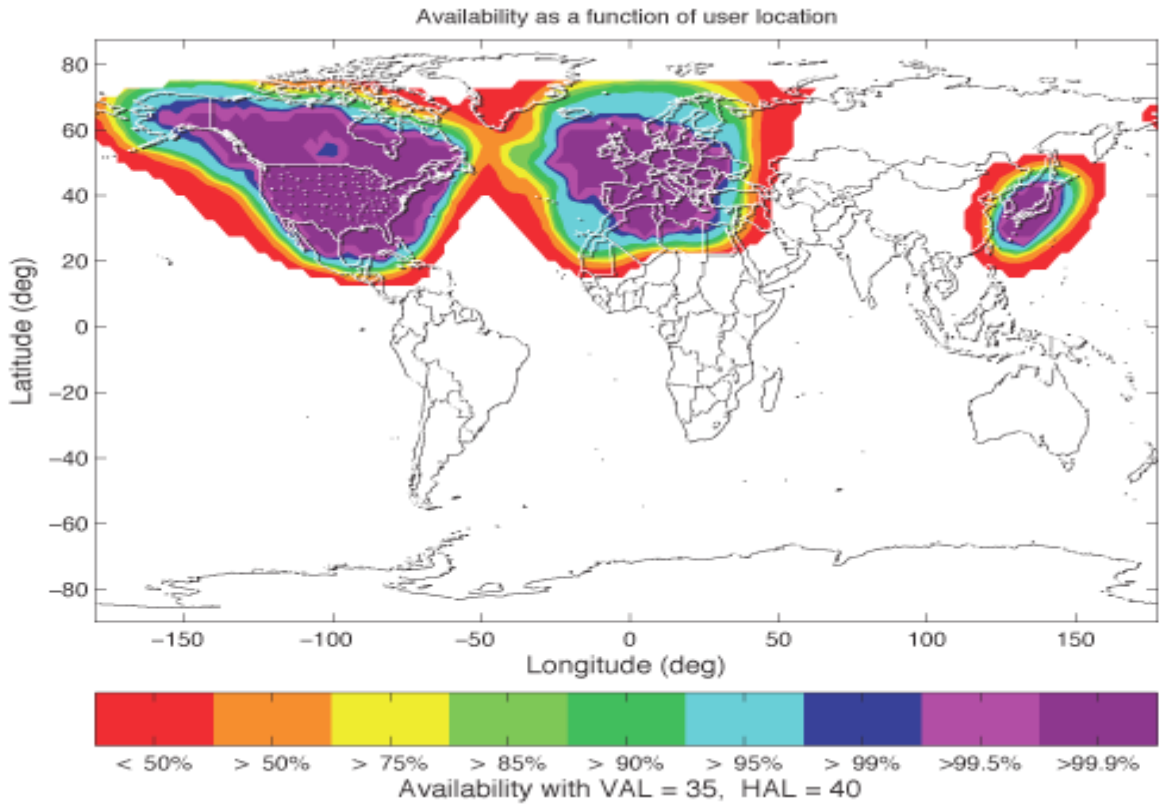 Availability as a function of user location
80
60
40
20
0
−20
−40
−60
−80
Latitude (deg)
−150 −100 −50 0 50 100 150
Longitude (deg)
< 50% > 50% > 75% > 85% > 90% > 95% > 99% >99.5% >99.9%
Availability with VAL = 35, HAL = 40